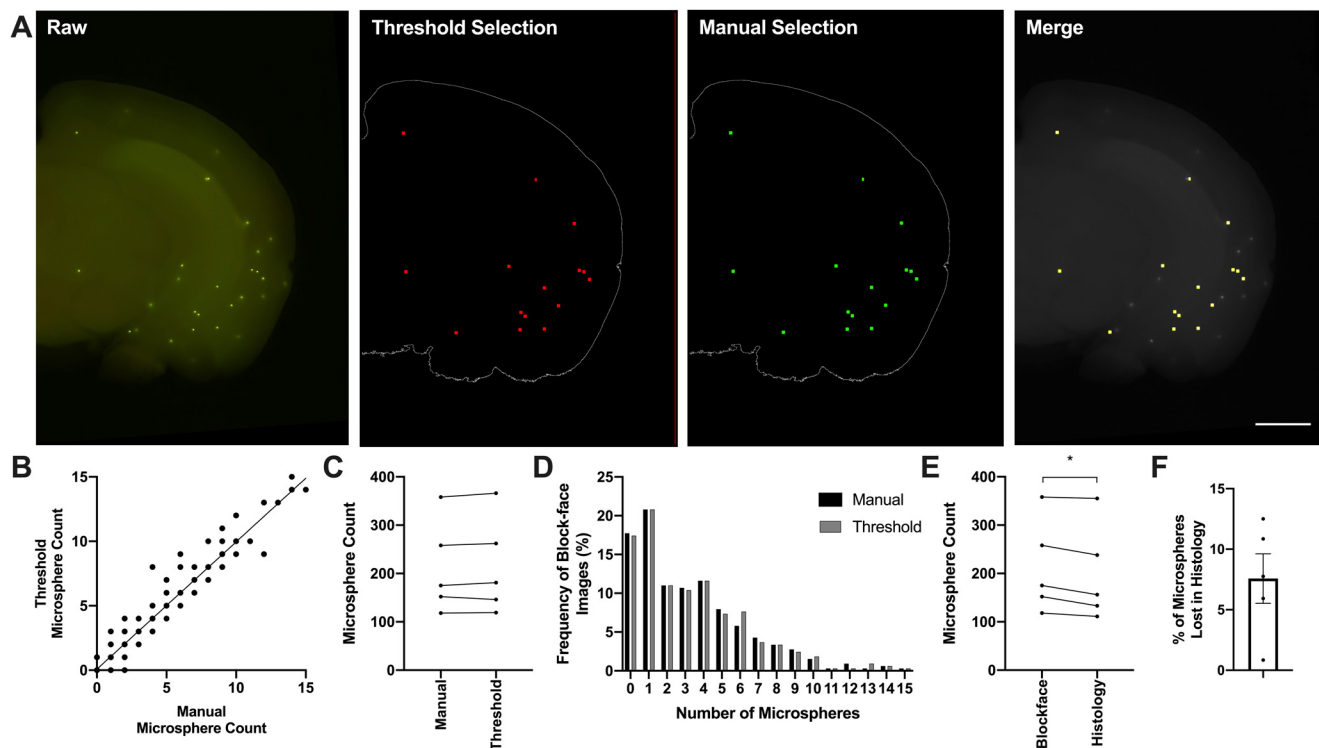 A
Raw
Threshold Selection
Manual Selection
Merge
B
Threshold
Microsphere Count
15
10
5
0
0
5
10
15
Manual
Microsphere Count
C
Microsphere Count
400
300
200
100
0
Manual
Threshold
D
Frequency of Block-face
Images (%)
25
20
15
10
5
0
0 1 2 3 4 5 6 7 8 9 10 11 12 13 14 15
Number of Microspheres
Manual
Threshold
E
Microsphere Count
400
300
200
100
0
*
Blockface
Histology
F
% of Microspheres
Lost in Histology
15
10
5
0